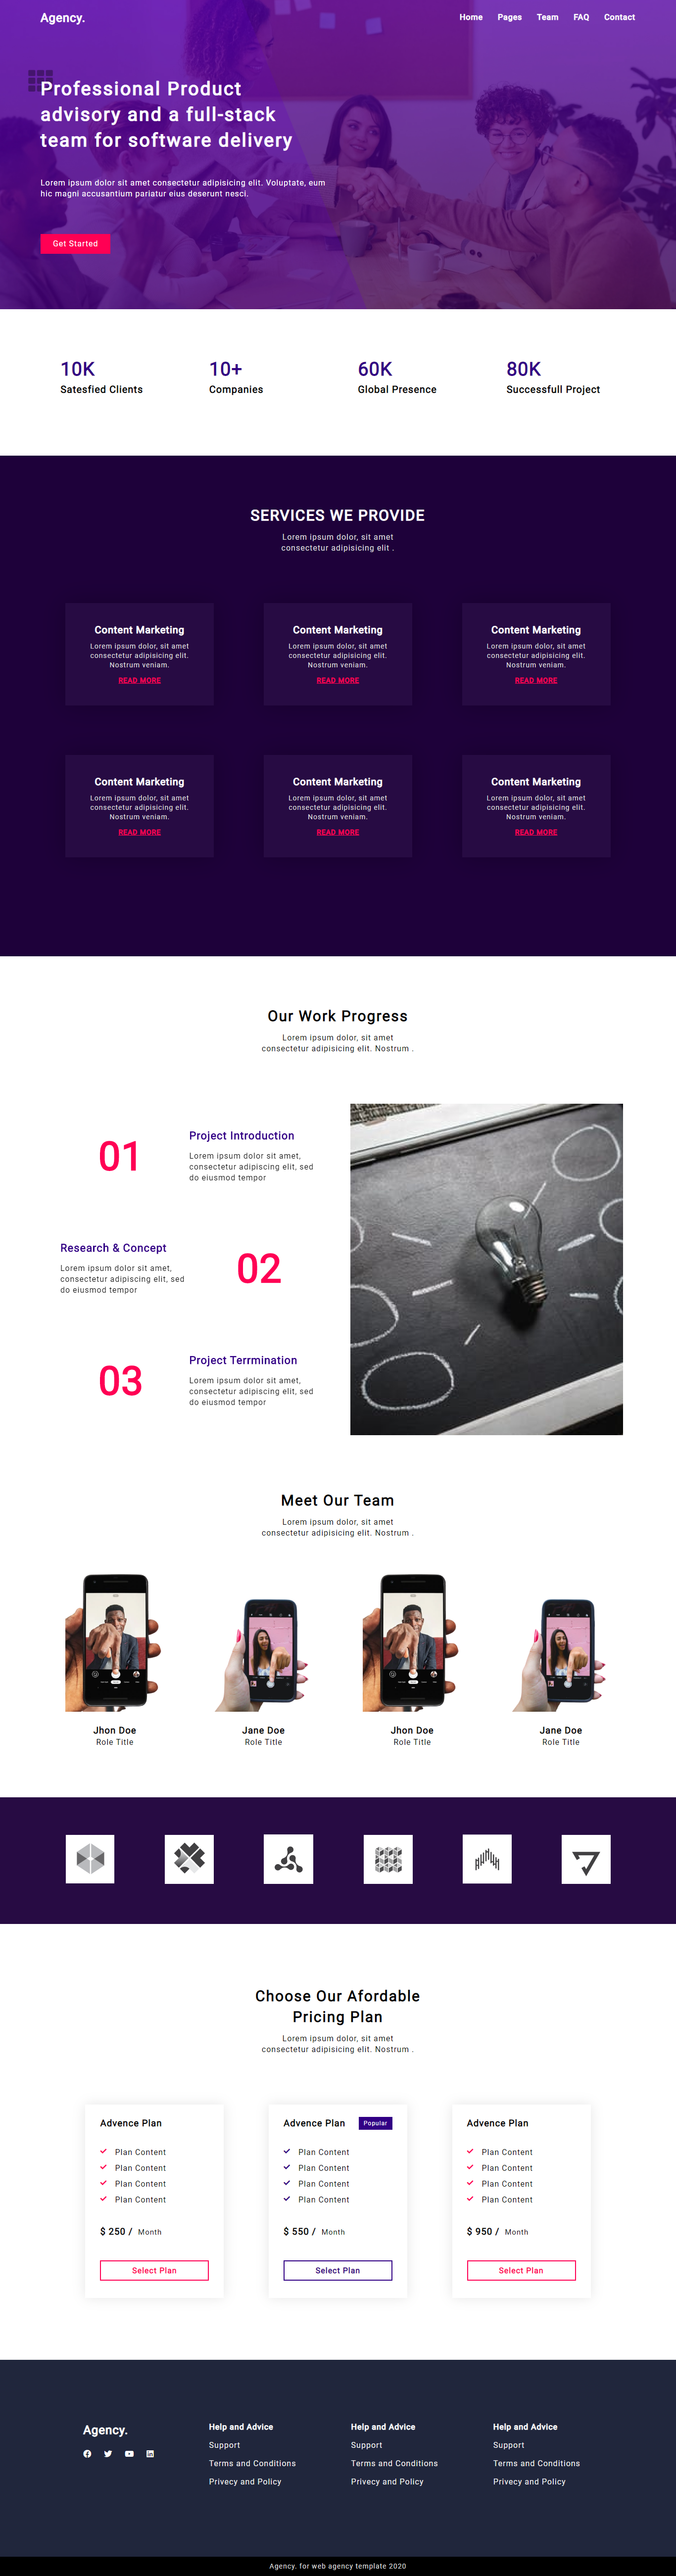 Agency.
Home Pages Team FAQ Contact
Professional Product
advisory and a full-stack
team for software delivery
Lorem ipsum dolor sit amet consectetur adipisicing elit. Voluptate, eum
hic magni accusantium pariatur eius deserunt nesci.
Get Started
10K
Satesfied Clients
10+
Companies
60K
Global Presence
80K
Successfull Project
SERVICES WE PROVIDE
Lorem ipsum dolor, sit amet
consectetur adipisicing elit .
Content Marketing
Lorem ipsum dolor, sit amet
consectetur adipisicing elit.
Nostrum veniam.
READ MORE
Content Marketing
Lorem ipsum dolor, sit amet
consectetur adipisicing elit.
Nostrum veniam.
READ MORE
Content Marketing
Lorem ipsum dolor, sit amet
consectetur adipisicing elit.
Nostrum veniam.
READ MORE
Content Marketing
Lorem ipsum dolor, sit amet
consectetur adipisicing elit.
Nostrum veniam.
READ MORE
Content Marketing
Lorem ipsum dolor, sit amet
consectetur adipisicing elit.
Nostrum veniam.
READ MORE
Content Marketing
Lorem ipsum dolor, sit amet
consectetur adipisicing elit.
Nostrum veniam.
READ MORE
Our Work Progress
Lorem ipsum dolor, sit amet
consectetur adipisicing elit. Nostrum .
01
Project Introduction
Lorem ipsum dolor sit amet,
consectetur adipiscing elit, sed
do eiusmod tempor
Research & Concept
Lorem ipsum dolor sit amet,
consectetur adipiscing elit, sed
do eiusmod tempor
02
03
Project Terrmination
Lorem ipsum dolor sit amet,
consectetur adipiscing elit, sed
do eiusmod tempor
Meet Our Team
Lorem ipsum dolor, sit amet
consectetur adipisicing elit. Nostrum .
Jhon Doe
Role Title
Jane Doe
Role Title
Jhon Doe
Role Title
Jane Doe
Role Title
Choose Our Afordable
Pricing Plan
Lorem ipsum dolor, sit amet
consectetur adipisicing elit. Nostrum .
Advence Plan
Plan Content
Plan Content
Plan Content
Plan Content
$ 250 / Month
Select Plan
Advence Plan Popular
Plan Content
Plan Content
Plan Content
Plan Content
$ 550 / Month
Select Plan
Advence Plan
Plan Content
Plan Content
Plan Content
Plan Content
$ 950 / Month
Select Plan
Agency.
Help and Advice
Support
Terms and Conditions
Privecy and Policy
Help and Advice
Support
Terms and Conditions
Privecy and Policy
Help and Advice
Support
Terms and Conditions
Privecy and Policy
Agency. for web agency template 2020